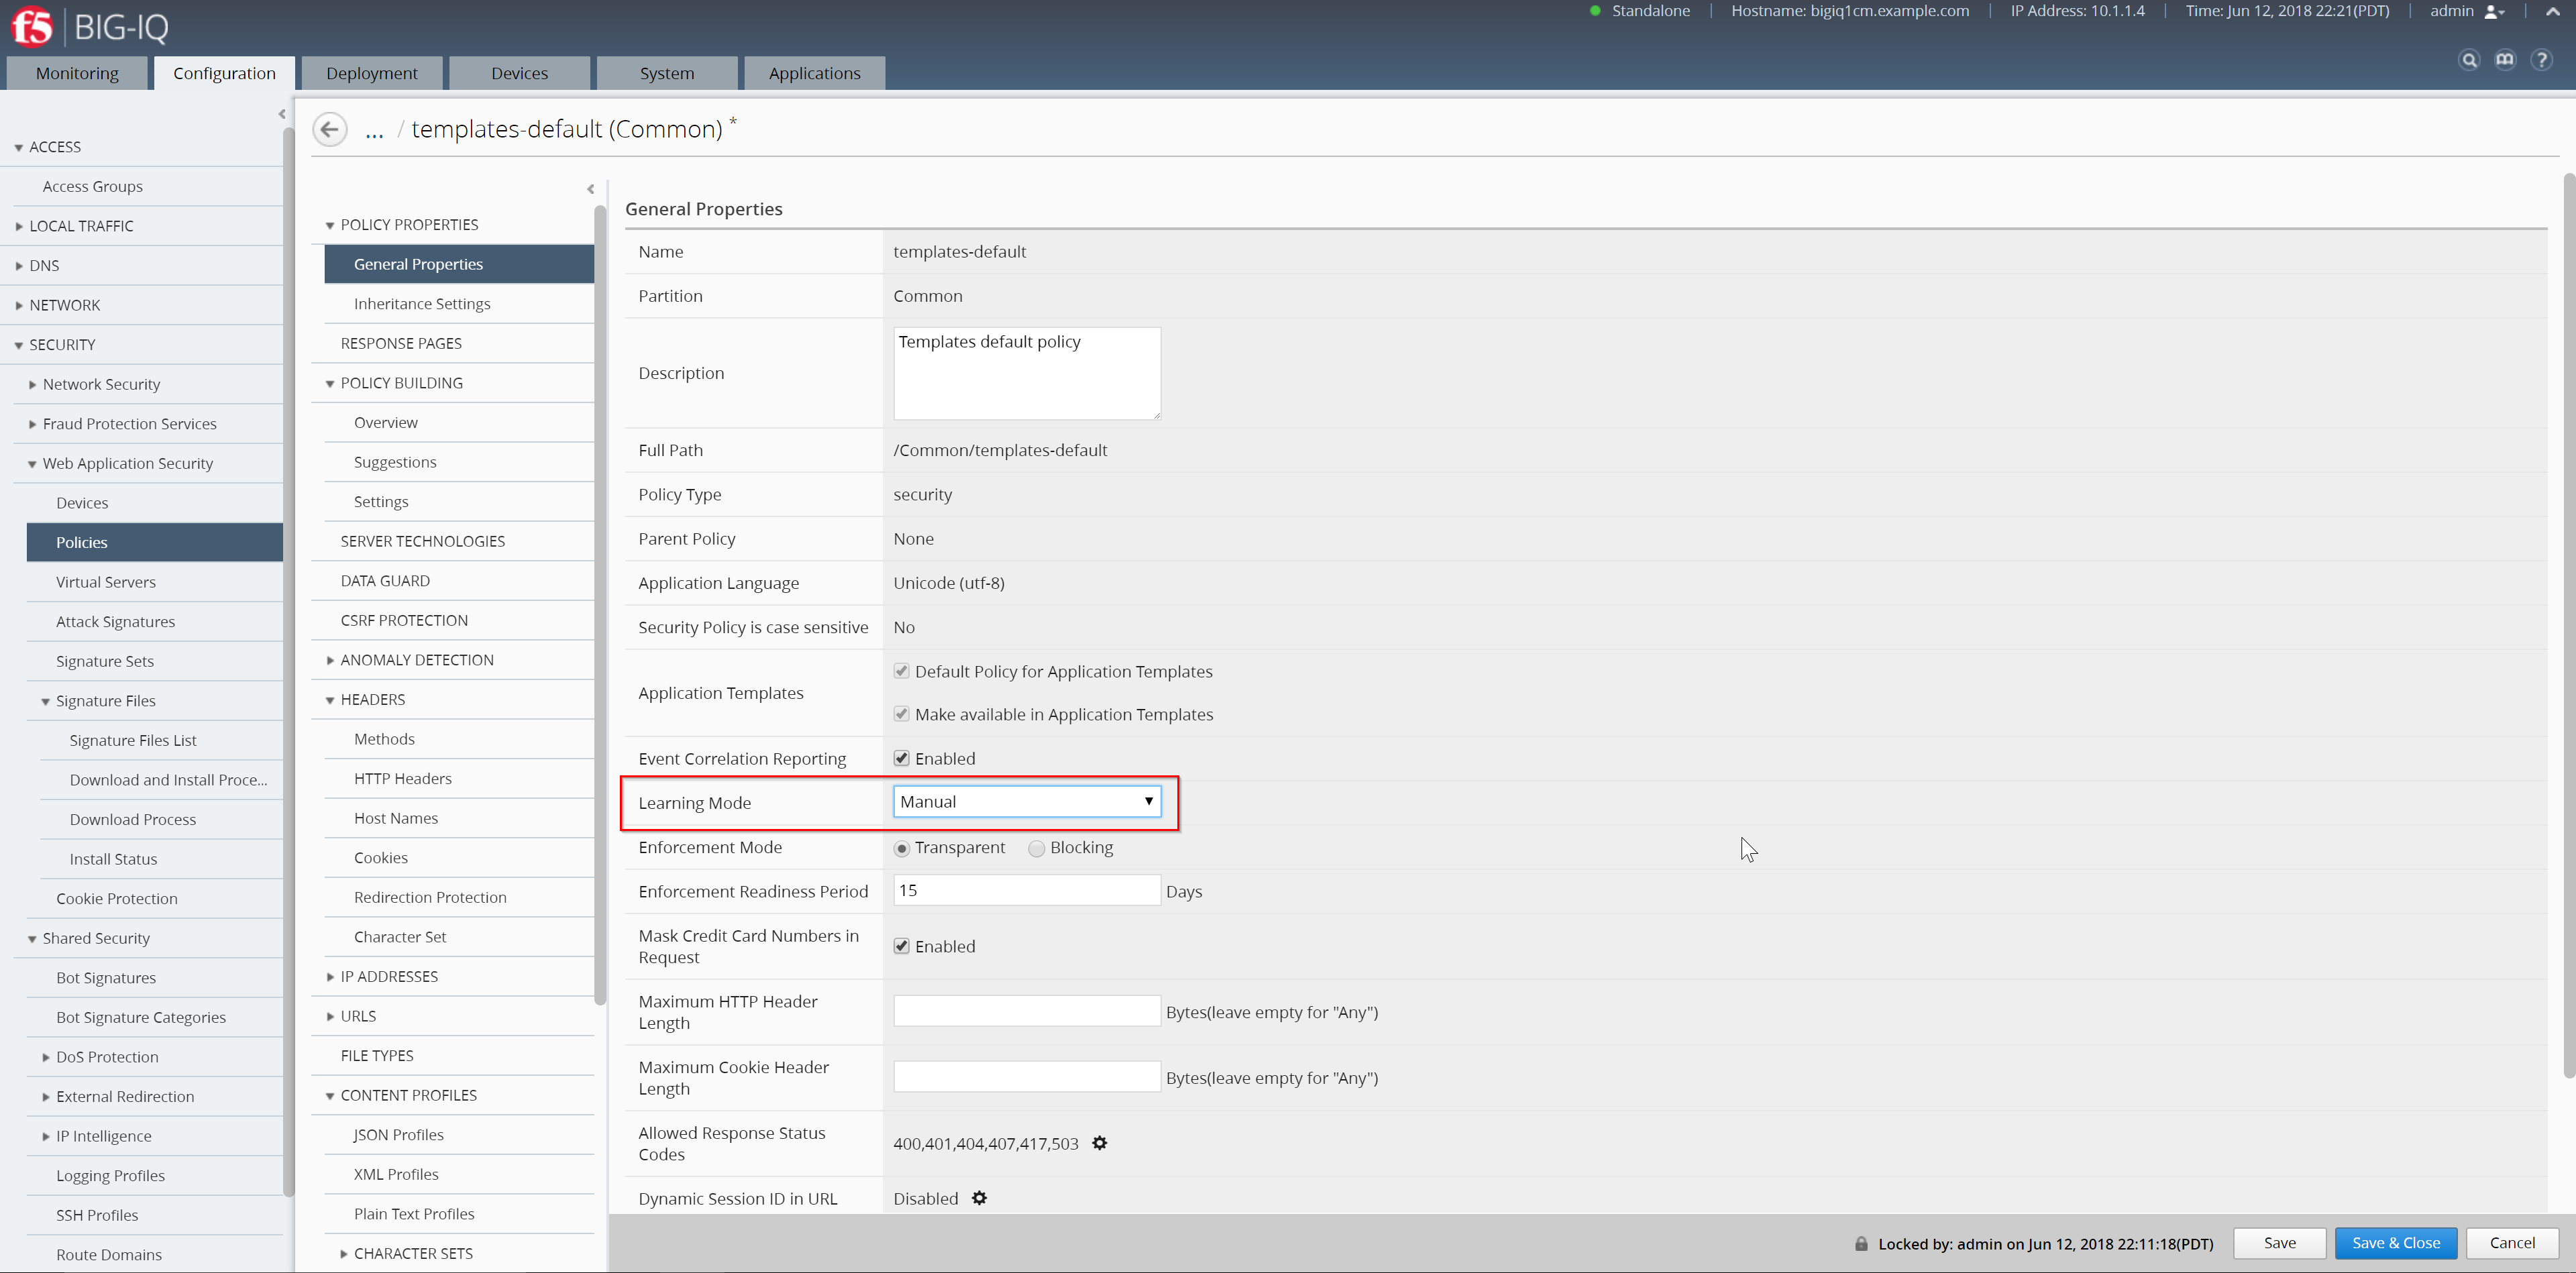 f5 BIG-IQ
Standalone
Hostname: bigiq1cm.example.com
IP Address: 10.1.1.4
Time: Jun 12, 2018 22:21(PDT)
admin
Monitoring
Configuration
Deployment
Devices
System
Applications
ACCESS
Access Groups
LOCAL TRAFFIC
DNS
NETWORK
SECURITY
Network Security
Fraud Protection Services
Web Application Security
Devices
Policies
Virtual Servers
Attack Signatures
Signature Sets
Signature Files
Signature Files List
Download and Install Proce...
Download Process
Install Status
Cookie Protection
Shared Security
Bot Signatures
Bot Signature Categories
DoS Protection
External Redirection
IP Intelligence
Logging Profiles
SSH Profiles
Route Domains
... / templates-default (Common) *
POLICY PROPERTIES
General Properties
Inheritance Settings
RESPONSE PAGES
POLICY BUILDING
Overview
Suggestions
Settings
SERVER TECHNOLOGIES
DATA GUARD
CSRF PROTECTION
ANOMALY DETECTION
HEADERS
Methods
HTTP Headers
Host Names
Cookies
Redirection Protection
Character Set
IP ADDRESSES
URLS
FILE TYPES
CONTENT PROFILES
JSON Profiles
XML Profiles
Plain Text Profiles
CHARACTER SETS
General Properties
Name templates-default
Partition Common
Description Templates default policy
Full Path /Common/templates-default
Policy Type security
Parent Policy None
Application Language Unicode (utf-8)
Security Policy is case sensitive No
Application Templates
Default Policy for Application Templates
Make available in Application Templates
Event Correlation Reporting Enabled
Learning Mode Manual
Enforcement Mode Transparent Blocking
Enforcement Readiness Period 15 Days
Mask Credit Card Numbers in
Request
Enabled
Maximum HTTP Header
Length
Bytes(leave empty for "Any")
Maximum Cookie Header
Length
Bytes(leave empty for "Any")
Allowed Response Status
Codes
400,401,404,407,417,503
Dynamic Session ID in URL Disabled
Locked by: admin on Jun 12, 2018 22:11:18(PDT)
Save
Save & Close
Cancel